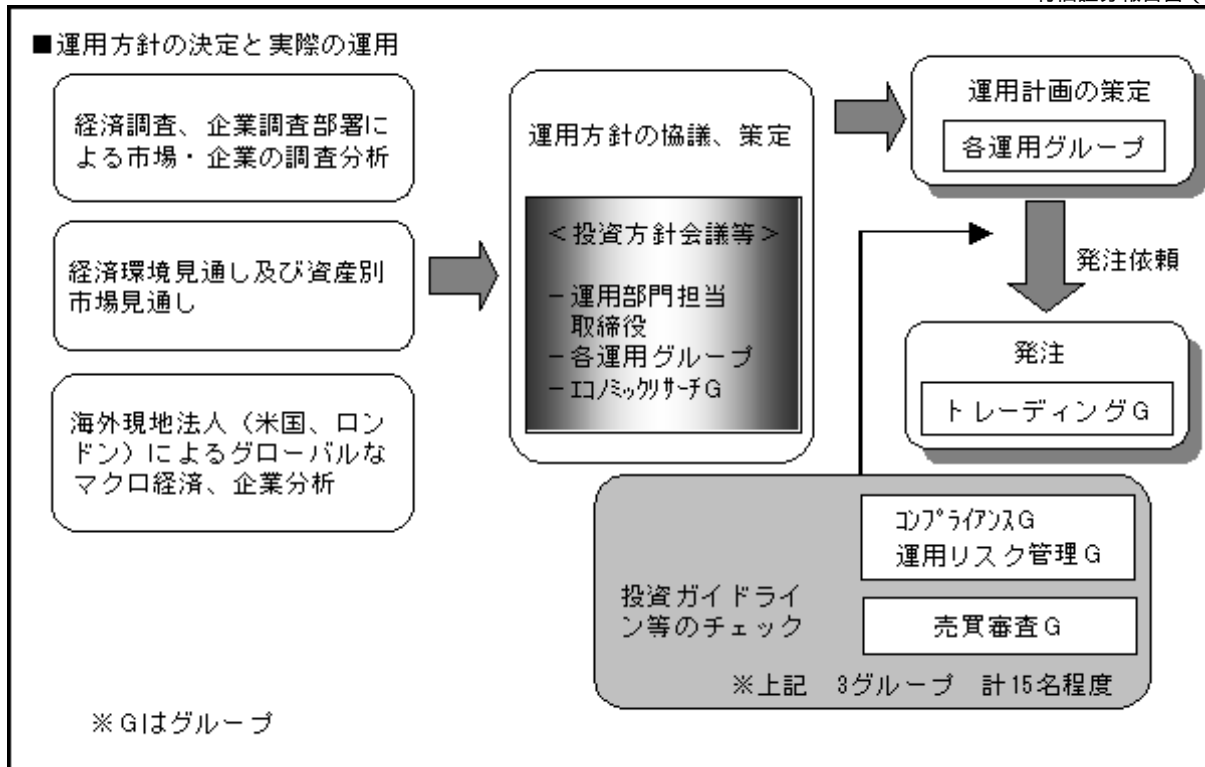 ■運用方針の決定と実際の運用
経済調査、企業調査部署に
よる市場・企業の調査分析
経済環境見通し及び資産別
市場見通し
海外現地法人（米国、ロン
ドン）によるグローバルな
マクロ経済、企業分析
運用方針の協議、策定
＜投資方針会議等＞
－運用部門担当
取締役
－各運用グループ
－ｴｺﾉﾐｯｸﾘｻｰﾁG
運用計画の策定
各運用グループ
発注依頼
発注
トレーディングG
ｺﾝﾌﾟﾗｲｱﾝｽG
運用リスク管理G
投資ガイドライ
ン等のチェック
売買審査G
※上記　3グループ　計15名程度
※Gはグループ